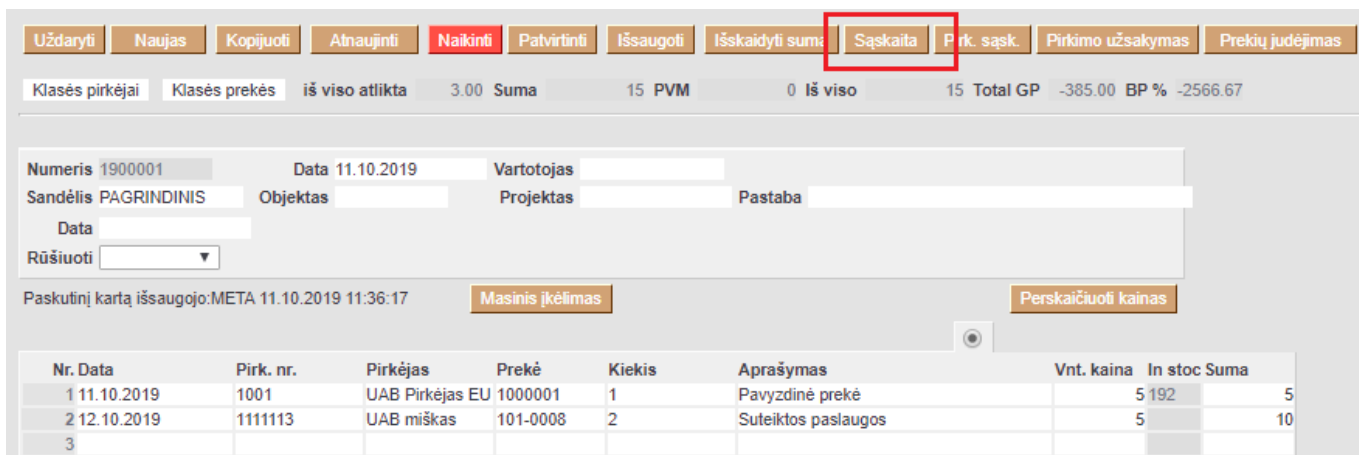 Uždaryti Naujas Kopijuoti Atnaujinti Naikinti Patvirtinti Išsaugoti Išskaidyti suma Sąskaita Pirk. sąsk. Pirkimo užsakymas Prekių judėjimas
Klasės pirkėjai Klasės prekės iš viso atlikta 3.00 Suma 15 PVM 0 Iš viso 15 Total GP -385.00 BP % -2566.67
Numeris 1900001 Data 11.10.2019 Vartotojas
Sandėlis PAGRINDINIS Objektas Projektas Pastaba
Data
Rūšiuoti
Paskutinį kartą išsaugojo:META 11.10.2019 11:36:17 Masinis įkėlimas Perskaičiuoti kainas
Nr. Data Pirk. nr. Pirkėjas Prekė Kiekis Aprašymas Vnt. kaina In stoc Suma
1 11.10.2019 1001 UAB Pirkėjas EU 1000001 1 Pavyzdinė prekė 5 192 5
2 12.10.2019 1111113 UAB miškas 101-0008 2 Suteiktos paslaugos 5 10
3